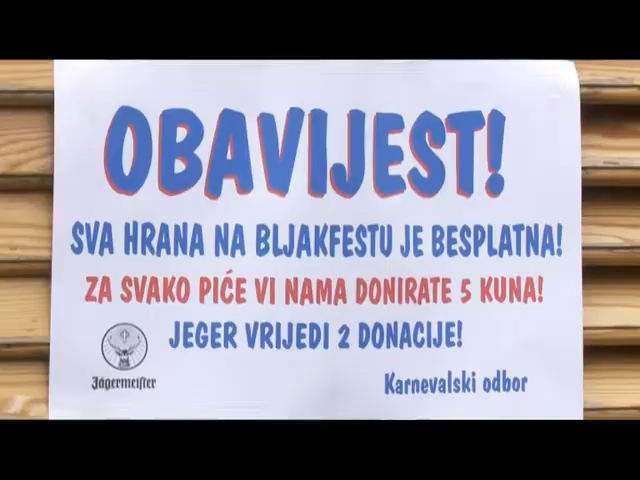 OBAVIJEST!
SVA HRANA NA BLJAKFESTU JE BESPLATNA!
ZA SVAKO PIĆE VI NAMA DONIRATE 5 KUNA!
JEGER VRIJEDI 2 DONACIJE!
Jägermeister
Karnevalski odbor